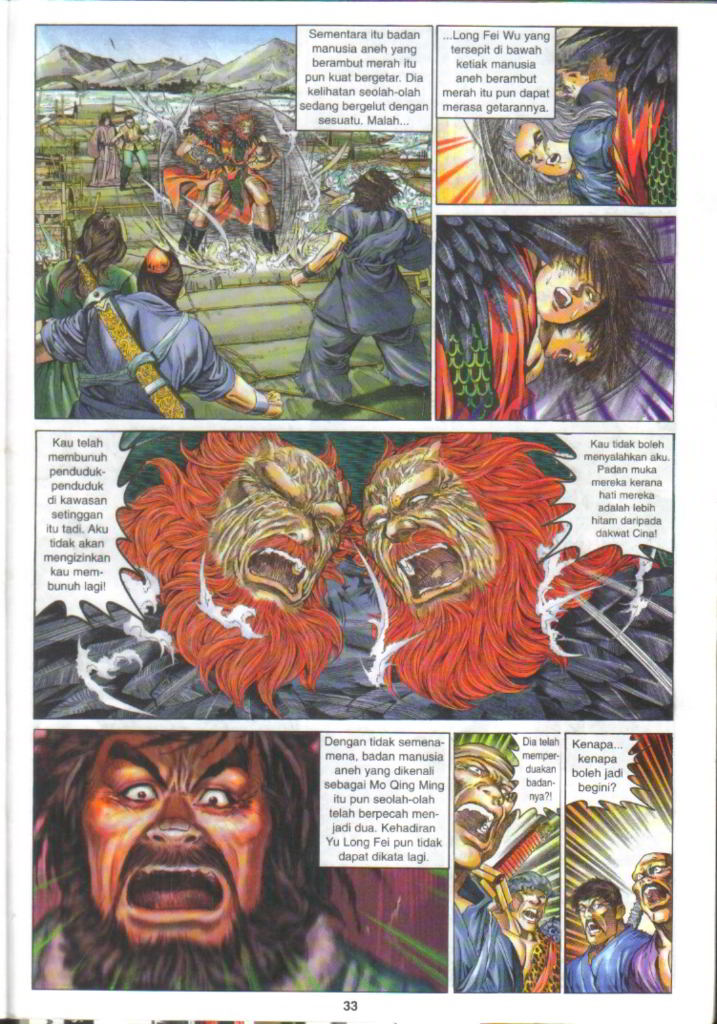 Sementara itu badan
manusia aneh yang
berambut merah itu
pun kuat bergetar. Dia
kelihatan seolah-olah
sedang bergelut dengan
sesuatu. Malah...
...Long Fei Wu yang
tersepit di bawah
ketiak manusia
aneh berambut
merah itu pun dapat
merasa getarannya.
Kau telah
membunuh
penduduk-
penduduk
di kawasan
setinggan
itu tadi. Aku
tidak akan
mengizinkan
kau mem-
bunuh lagi!
Kau tidak boleh
menyalahkan aku.
Padan muka
mereka kerana
hati mereka
adalah lebih
hitam daripada
dakwat Cina!
Dengan tidak semena-
mena, badan manusia
aneh yang dikenali
sebagai Mo Qing Ming
itu pun seolah-olah
telah berpecah men-
jadi dua. Kehadiran
Yu Long Fei pun tidak
dapat dikata lagi.
Dia telah
memper-
duakan
badan-
nya?!
Kenapa...
kenapa
boleh jadi
begini?
33